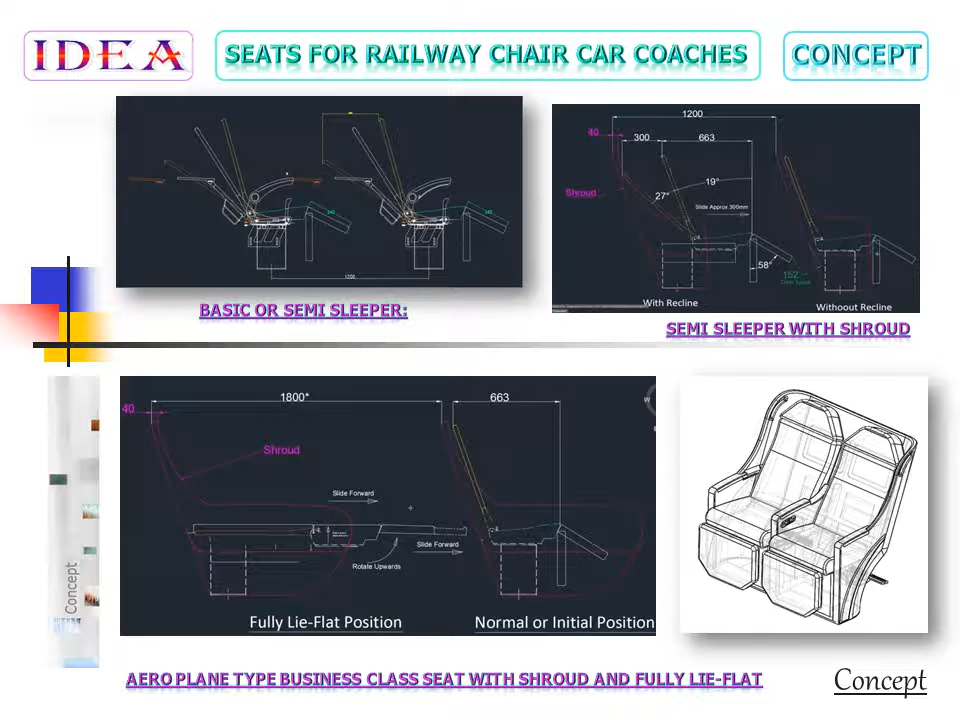 IDEA
SEATS FOR RAILWAY CHAIR CAR COACHES
CONCEPT
1200
BASIC OR SEMI SLEEPER:
1200
40
300
663
Shroud
27°
19°
Slide Approx 300mm
58°
152
With Recline
Withouout Recline
SEMI SLEEPER WITH SHROUD
Concept
1800*
663
40
Shroud
Slide Forward
Slide Forward
Rotate Upwards
Fully Lie-Flat Position
Normal or Initial Position
AERO PLANE TYPE BUSINESS CLASS SEAT WITH SHROUD AND FULLY LIE-FLAT
Concept